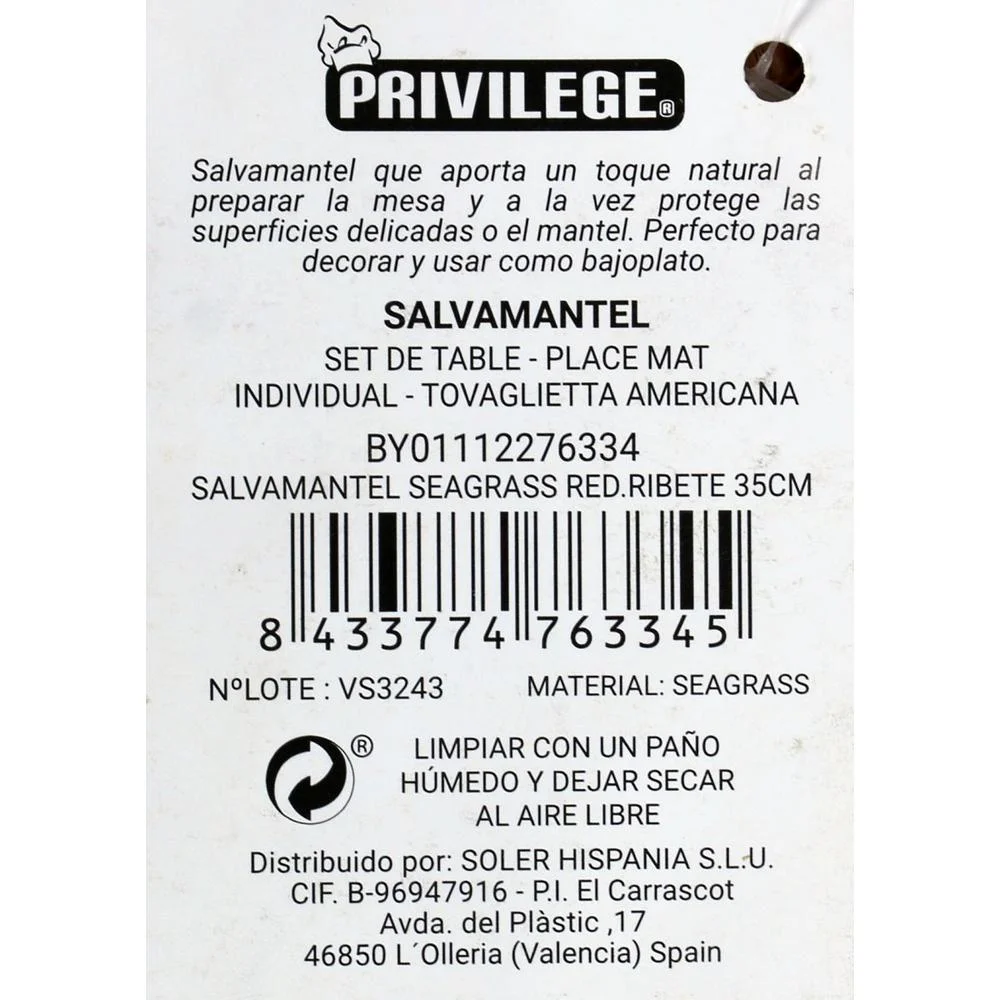 PRIVILEGE®
Salvamantel que aporta un toque natural al
preparar la mesa y a la vez protege las
superficies delicadas o el mantel. Perfecto para
decorar y usar como bajoplato.
SALVAMANTEL
SET DE TABLE - PLACE MAT
INDIVIDUAL - TOVAGLIETTA AMERICANA
BY01112276334
SALVAMANTEL SEAGRASS RED.RIBETE 35CM
8 433774 763345
NºLOTE : VS3243 MATERIAL: SEAGRASS
® LIMPIAR CON UN PAÑO
HÚMEDO Y DEJAR SECAR
AL AIRE LIBRE
Distribuido por: SOLER HISPANIA S.L.U.
CIF. B-96947916 - P.I. El Carrascot
Avda. del Plàstic ,17
46850 L´Olleria (Valencia) Spain